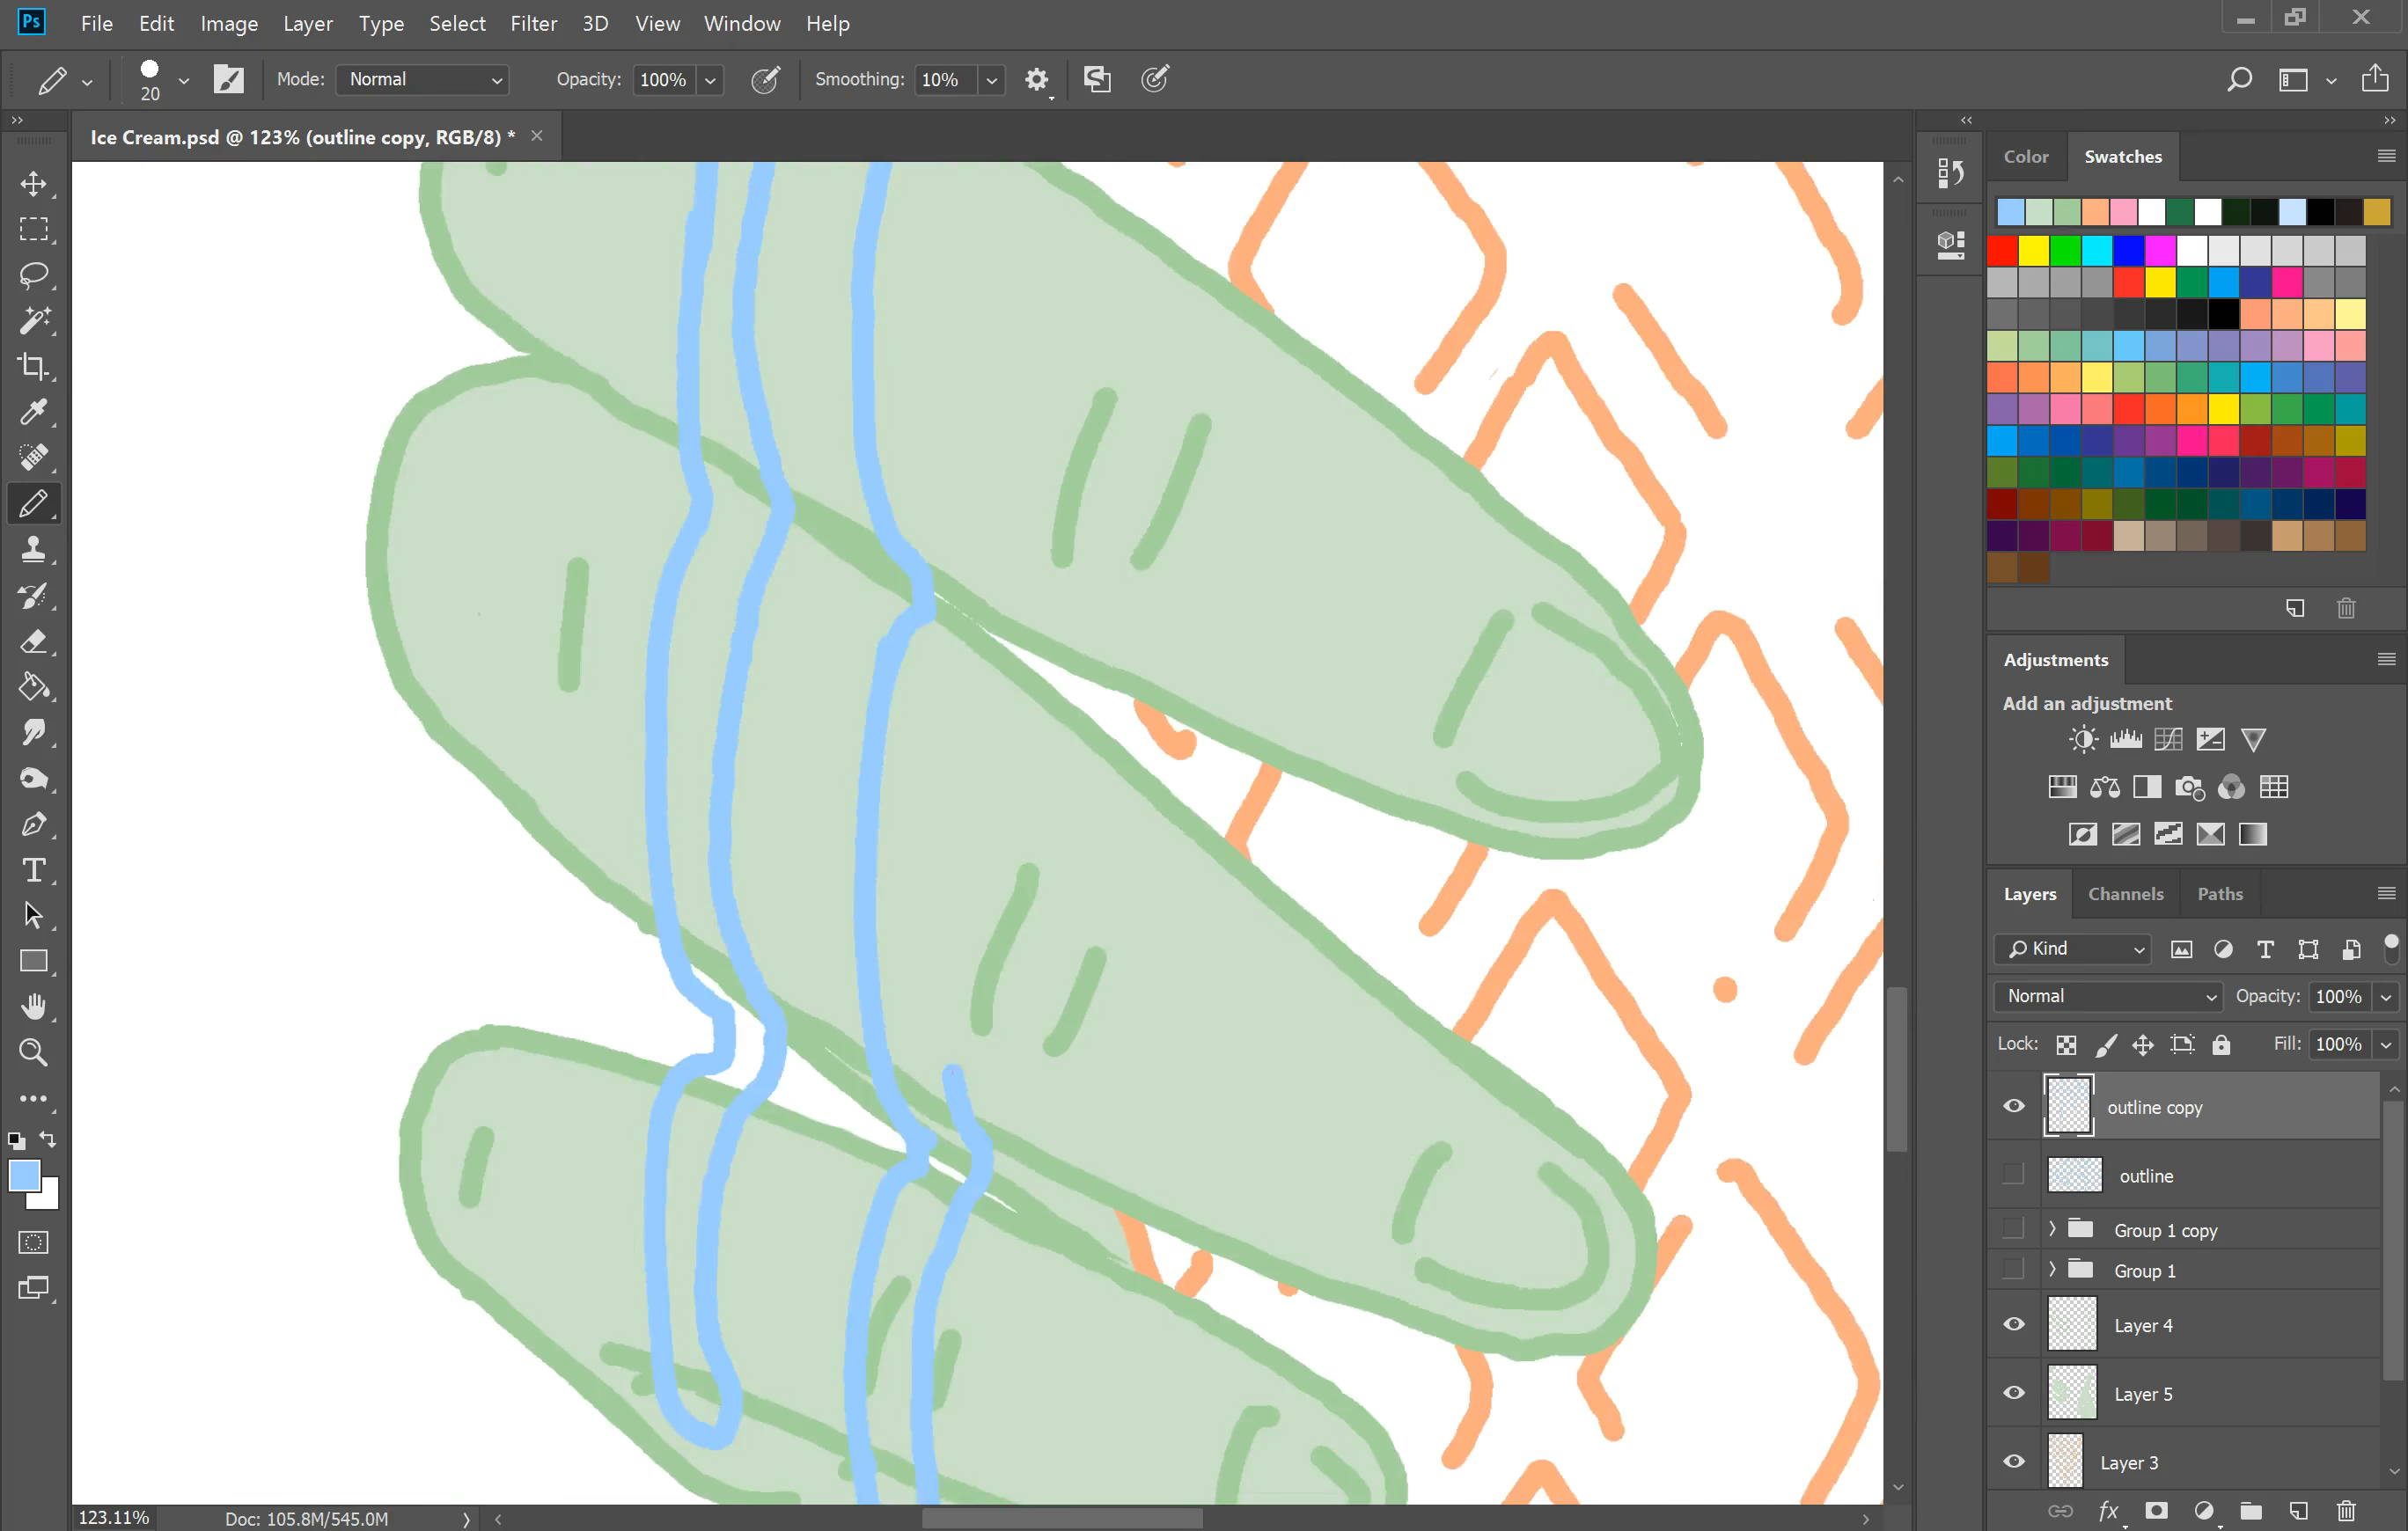 Ps File Edit Image Layer Type Select Filter 3D View Window Help
20 Mode: Normal Opacity: 100% Smoothing: 10%
Ice Cream.psd @ 123% (outline copy, RGB/8) *
Color Swatches
Adjustments
Add an adjustment
Layers Channels Paths
Kind
Normal Opacity: 100%
Lock: Fill: 100%
outline copy
outline
Group 1 copy
Group 1
Layer 4
Layer 5
Layer 3
fx
123.11% Doc: 105.8M/545.0M